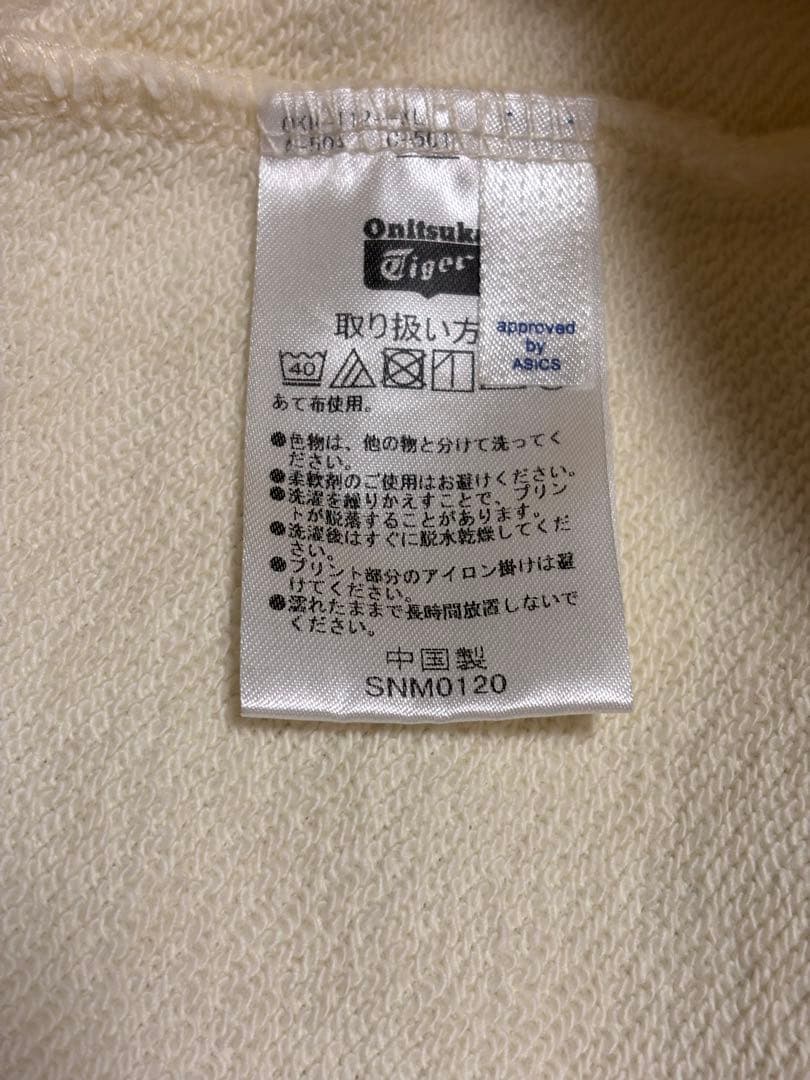 Onitsuka
Tiger
取り扱い方
approved
by
ASICS
40
あて布使用。
●色物は、他の物と分けて洗ってく
ださい。
●柔軟剤のご使用はお避けください。
●洗濯を繰りかえすことで、プリン
トが脱落することがあります。
●洗濯後はすぐに脱水乾燥してくだ
さい。
●プリント部分のアイロン掛けは避
けてください。
●濡れたままで長時間放置しないで
ください。
中国製
SNM0120